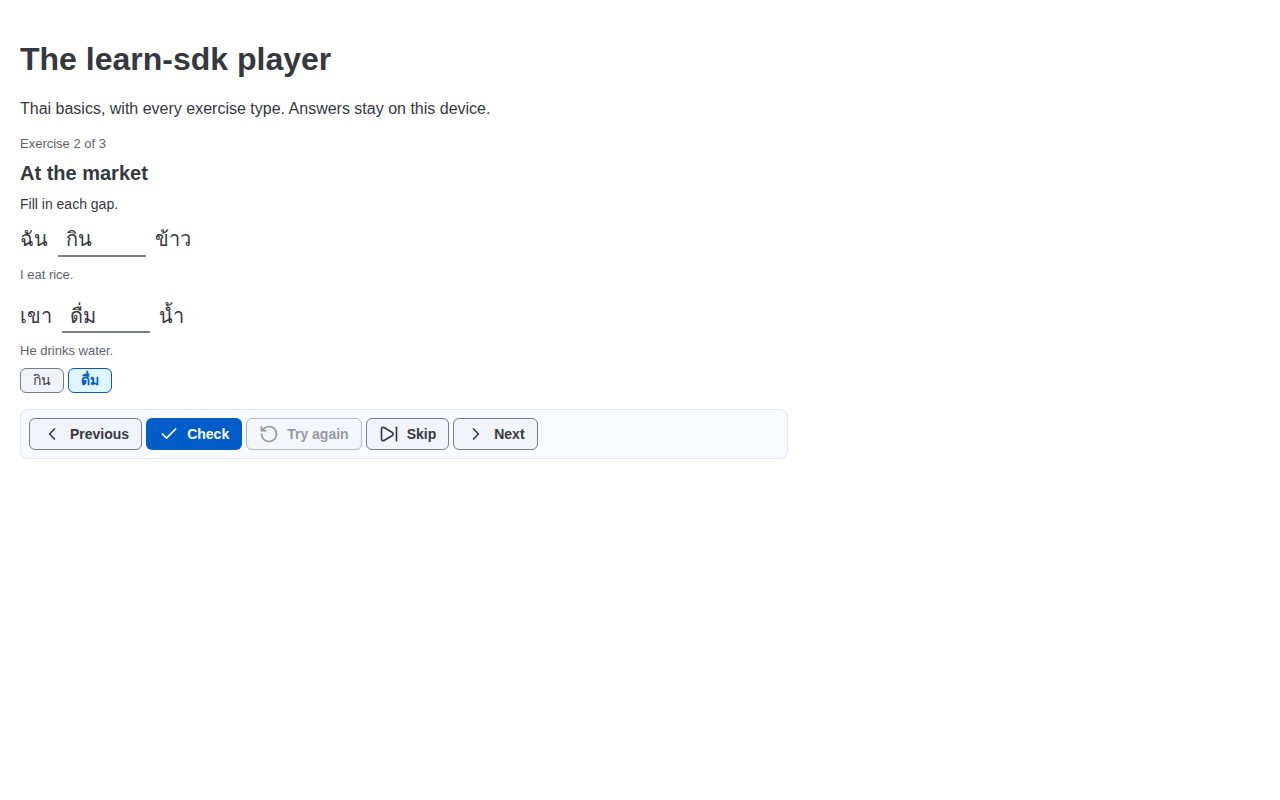 The learn-sdk player
Thai basics, with every exercise type. Answers stay on this device.
Exercise 2 of 3
At the market
Fill in each gap.
ฉัน กิน ข้าว
I eat rice.
เขา ดื่ม น้ำ
He drinks water.
กิน ดื่ม
Previous Check Try again Skip Next